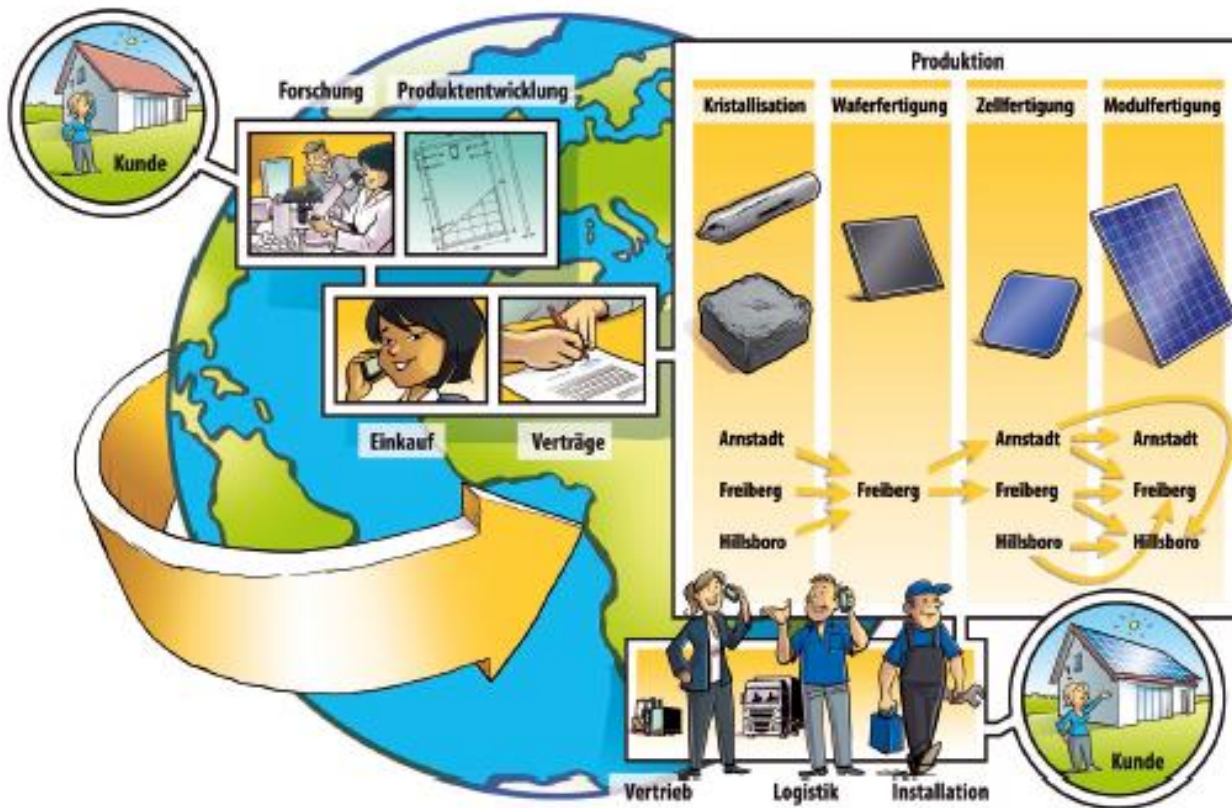 Kunde
Forschung Produktentwicklung
Einkauf Verträge
Produktion
Kristallisation Waferfertigung Zellfertigung Modulfertigung
Arnstadt Arnstadt Arnstadt
Freiberg Freiberg Freiberg Freiberg
Hillsboro Hillsboro Hillsboro
Vertrieb Logistik Installation
Kunde